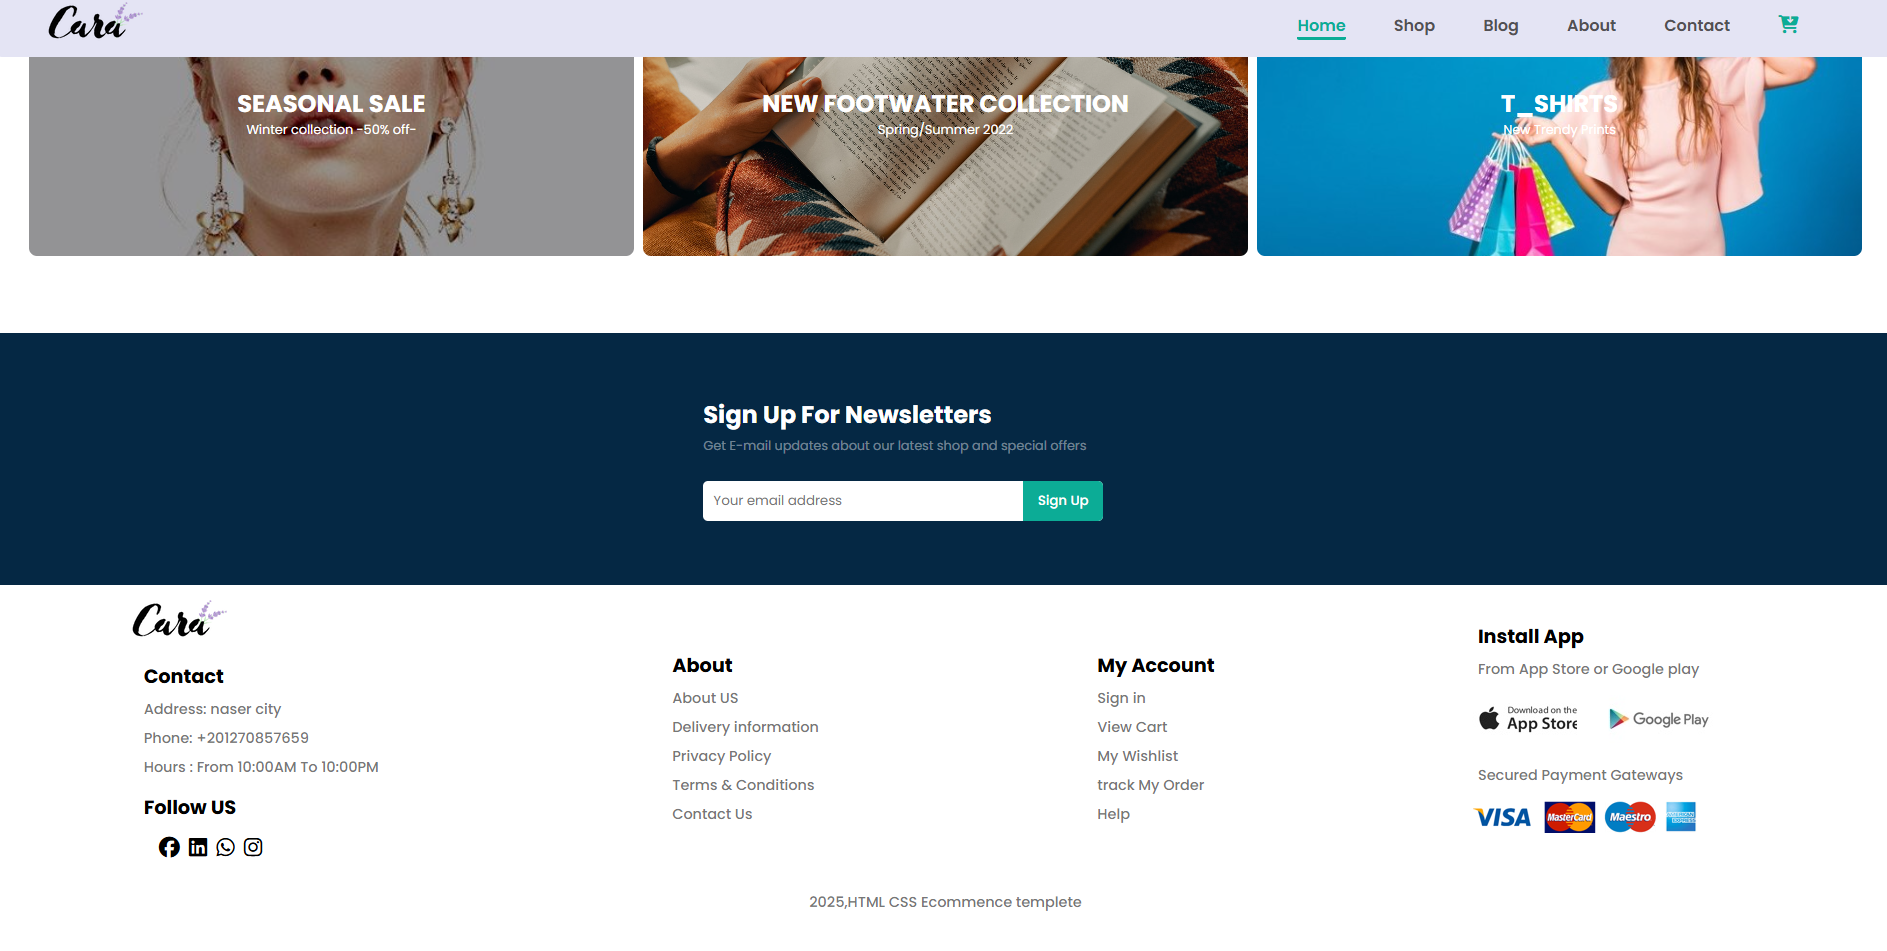 Cara
Home Shop Blog About Contact
SEASONAL SALE
Winter collection -50% off-
NEW FOOTWATER COLLECTION
Spring/Summer 2022
T_SHIRTS
New Trendy Prints
Sign Up For Newsletters
Get E-mail updates about our latest shop and special offers
Your email address
Sign Up
Cara
Contact
Address: naser city
Phone: +201270857659
Hours : From 10:00AM To 10:00PM
Follow US
About
About US
Delivery information
Privacy Policy
Terms & Conditions
Contact Us
My Account
Sign in
View Cart
My Wishlist
track My Order
Help
Install App
From App Store or Google play
Download on the
App Store
Google Play
Secured Payment Gateways
VISA
MasterCard
Maestro
AMERICAN
EXPRESS
2025,HTML CSS Ecommence templete